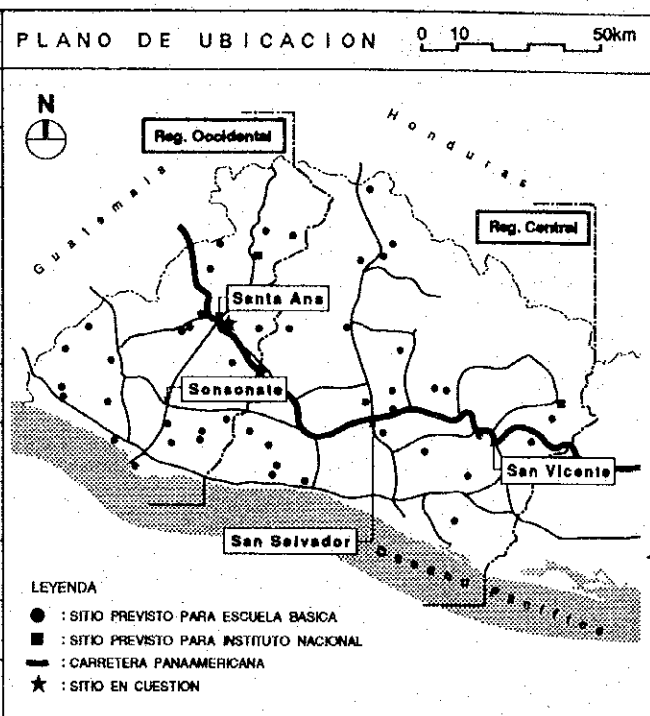 PLANO DE UBICACION
0 10 50km
N
Reg. Occidental
Honduras
Guatemala
Reg. Central
Santa Ana
Sonsonate
San Vicente
San Salvador
Oceano Pacifico
LEYENDA
● : SITIO PREVISTO PARA ESCUELA BASICA
■ : SITIO PREVISTO PARA INSTITUTO NACIONAL
━ : CARRETERA PANAAMERICANA
★ : SITIO EN CUESTION